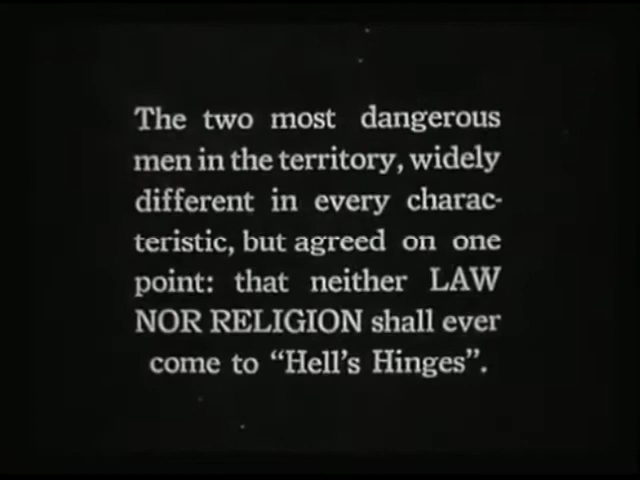 The two most dangerous
men in the territory, widely
different in every charac-
teristic, but agreed on one
point: that neither LAW
NOR RELIGION shall ever
come to “Hell’s Hinges”.